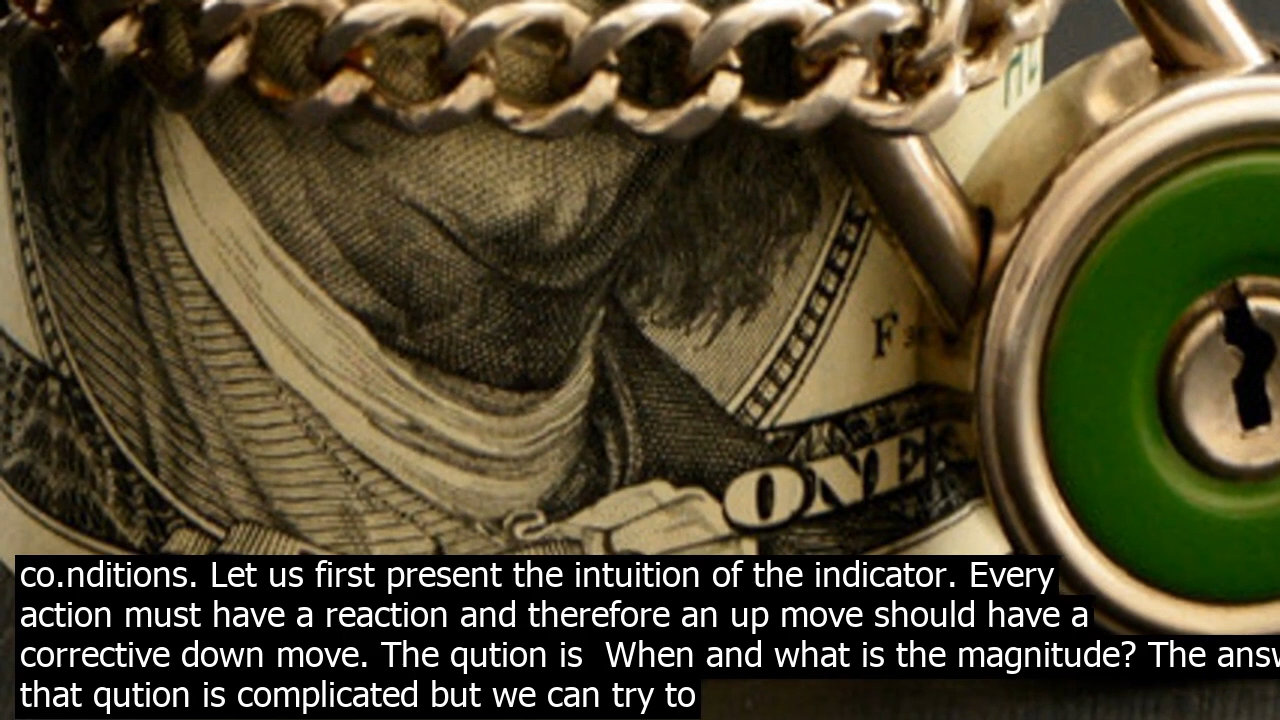 F
ONE
co.nditions. Let us first present the intuition of the indicator. Every
action must have a reaction and therefore an up move should have a
corrective down move. The qution is  When and what is the magnitude? The
that qution is complicated but we can try to